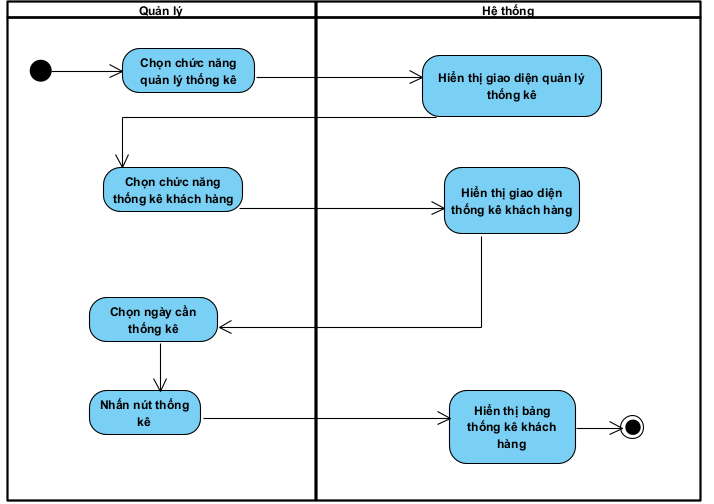 Quản lý
Hê thống
Chọn chức năng
quản lý thống kê
Hiển thị giao diện quản lý
thống kê
Chọn chức năng
thống kê khách hàng
Hiển thị giao diện
thống kê khách hàng
Chọn ngày cần
thống kê
Nhấn nút thống
kê
Hiển thị bảng
thống kê khách
hàng